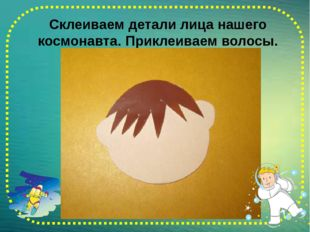 Склеиваем детали лица нашего
космонавта. Приклеиваем волосы.